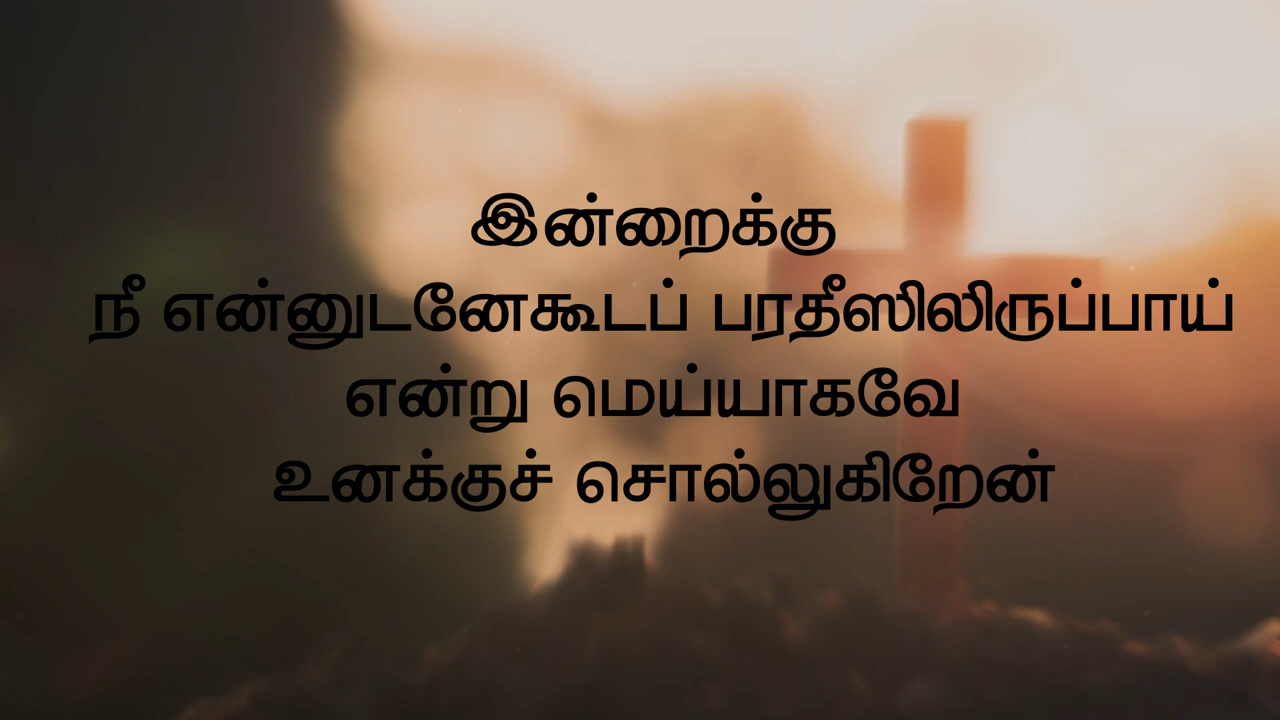 இன்றைக்கு
நீ என்னுடனேகூடப் பரதீஸிலிருப்பாய்
என்று மெய்யாகவே
உனக்குச் சொல்லுகிறேன்